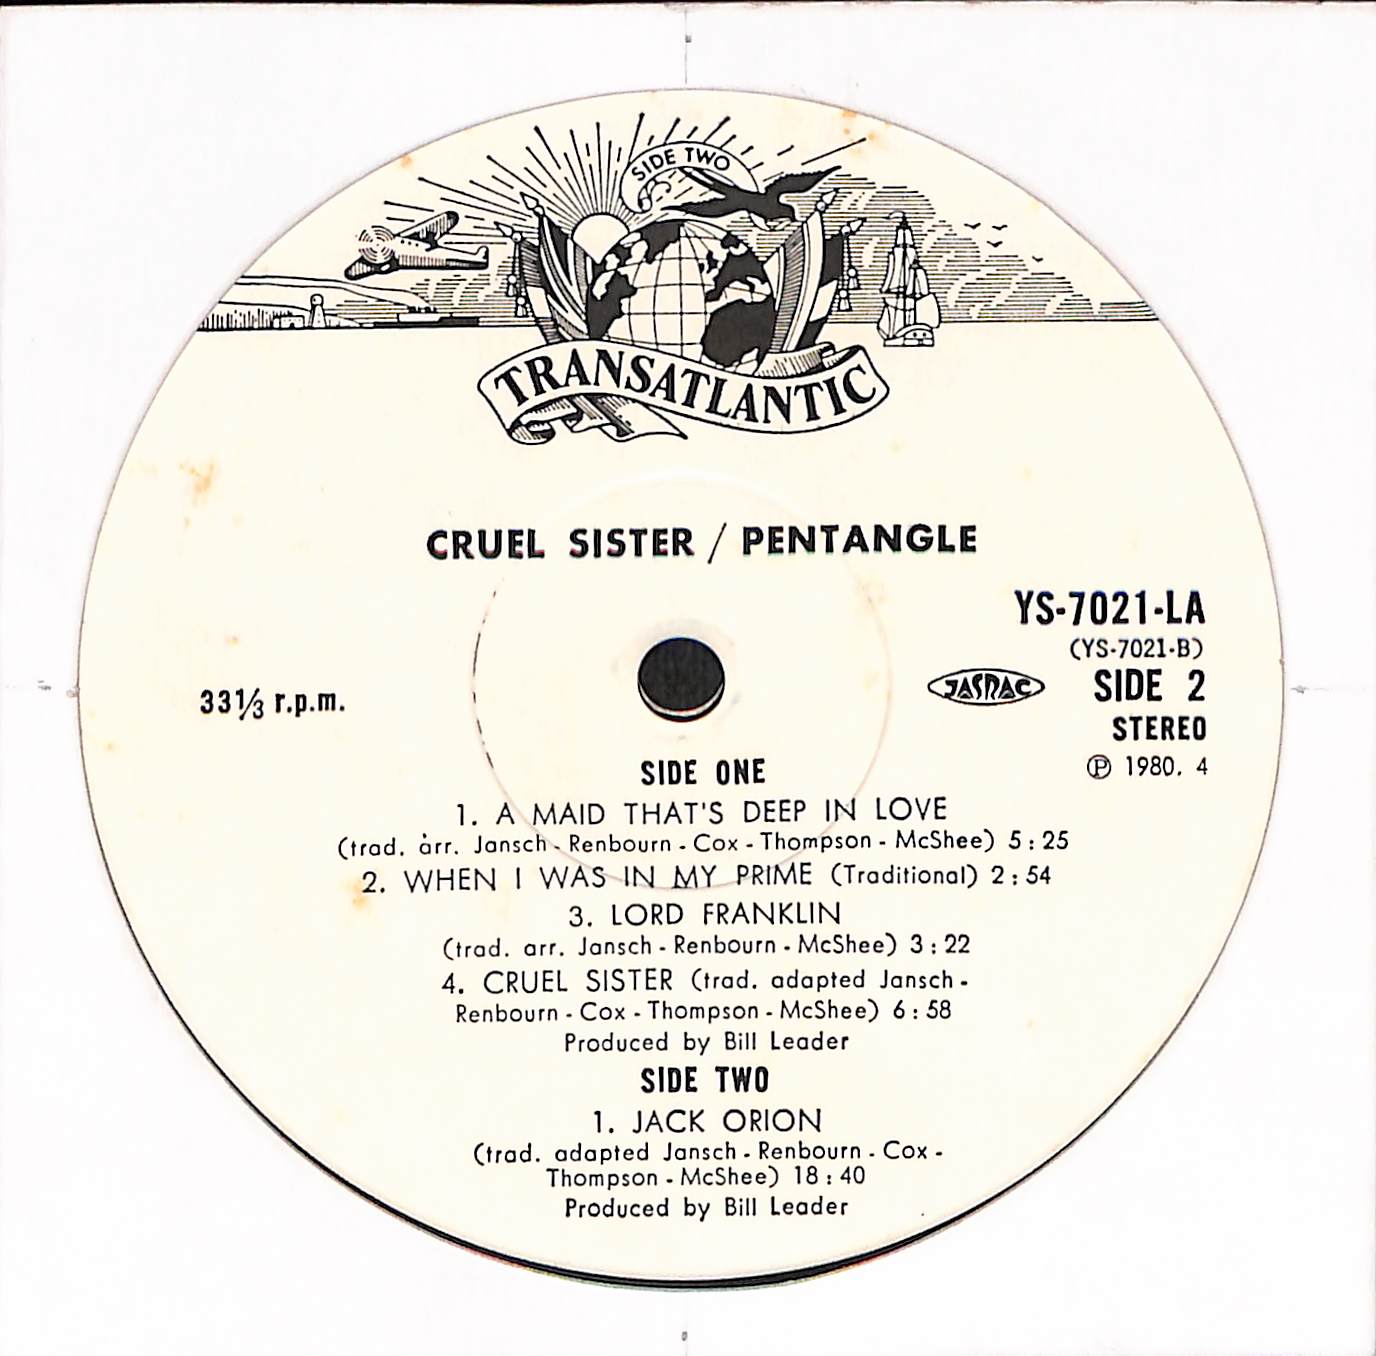 SIDE TWO
TRANSATLANTIC
CRUEL SISTER / PENTANGLE
YS-7021-LA
(YS-7021-B)
JASRAC
SIDE 2
33⅓ r.p.m.
STEREO
Ⓟ 1980. 4
SIDE ONE
1. A MAID THAT'S DEEP IN LOVE
(trad. arr. Jansch - Renbourn - Cox - Thompson - McShee) 5 : 25
2. WHEN I WAS IN MY PRIME (Traditional) 2 : 54
3. LORD FRANKLIN
(trad. arr. Jansch - Renbourn - McShee) 3 : 22
4. CRUEL SISTER (trad. adapted Jansch -
Renbourn - Cox - Thompson - McShee) 6 : 58
Produced by Bill Leader
SIDE TWO
1. JACK ORION
(trad. adapted Jansch - Renbourn - Cox -
Thompson - McShee) 18 : 40
Produced by Bill Leader